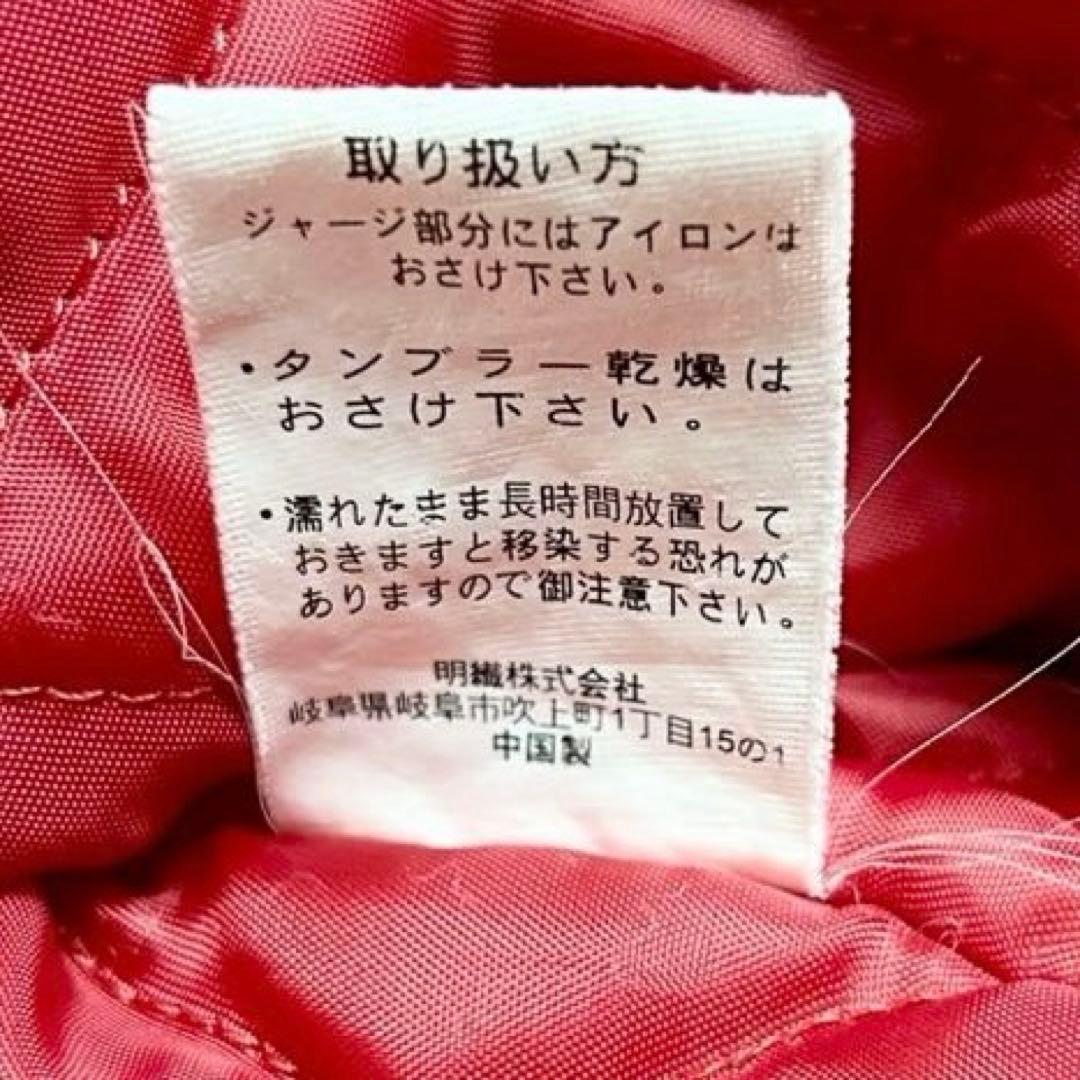 取り扱い方
ジャージ部分にはアイロンは
おさけ下さい。
・タンブラー乾燥は
おさけ下さい。
・濡れたまま長時間放置して
おきますと移染する恐れが
ありますので御注意下さい。
明繊株式会社
岐阜県岐阜市吹上町1丁目15の1
中国製